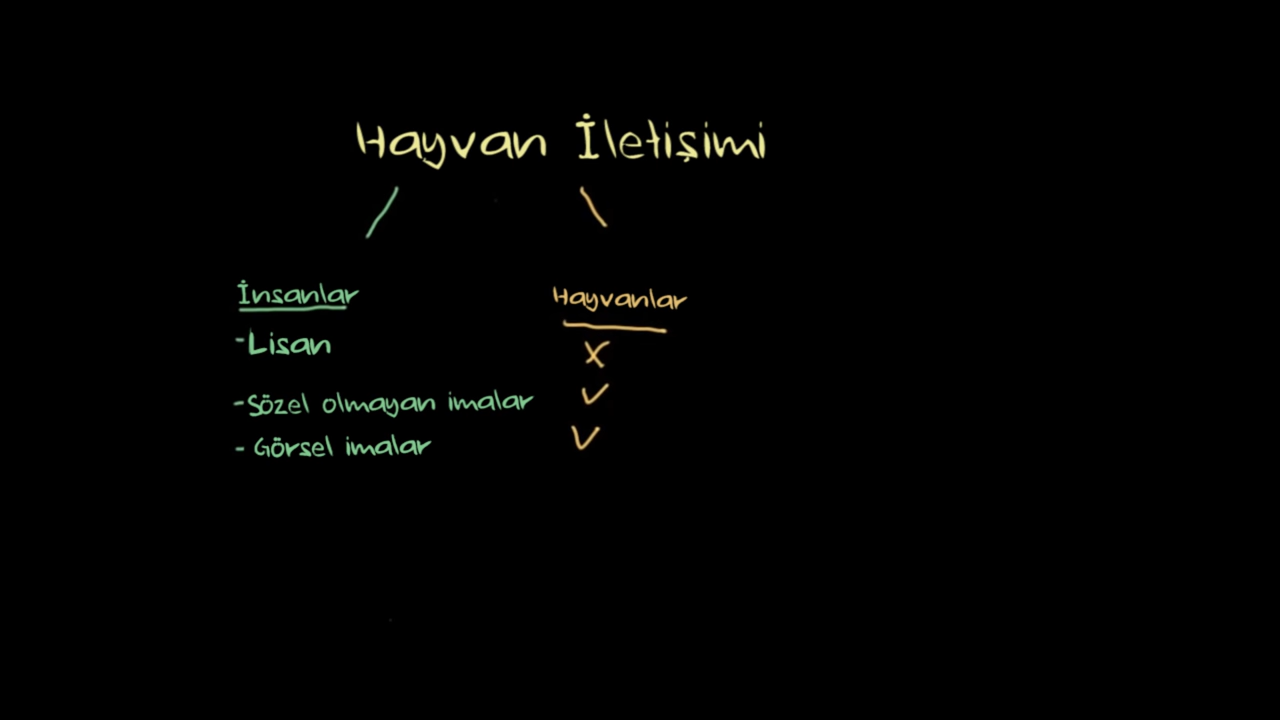 Hayvan İletişimi
İnsanlar
Hayvanlar
-Lisan
X
-Sözel olmayan imalar
✓
- Görsel imalar
✓